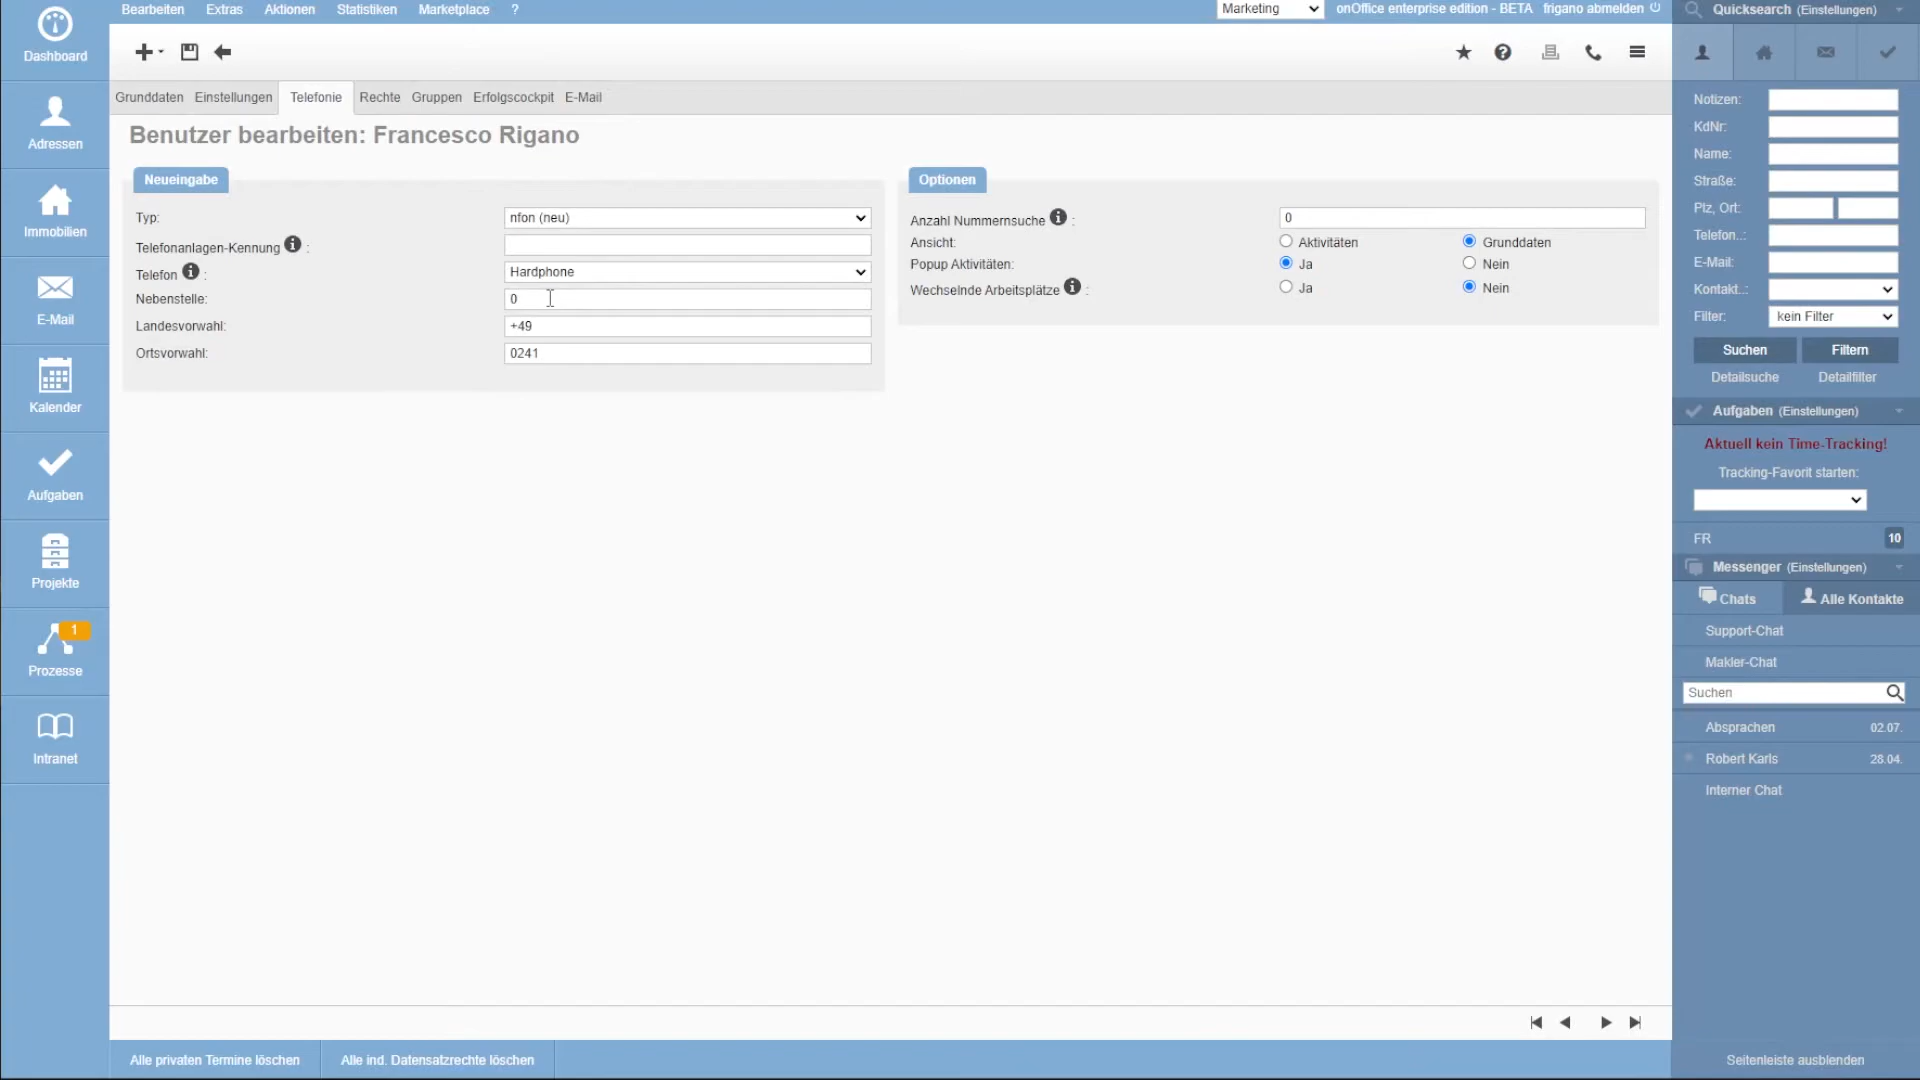 Bearbeiten Extras Aktionen Statistiken Marketplace ?
Marketing onOffice enterprise edition - BETA frigano abmelden
Dashboard
Adressen
Immobilien
E-Mail
Kalender
Aufgaben
Projekte
1
Prozesse
Intranet
Grunddaten Einstellungen Telefonie Rechte Gruppen Erfolgscockpit E-Mail
Benutzer bearbeiten: Francesco Rigano
Neueingabe
Typ: nfon (neu)
Telefonanlagen-Kennung :
Telefon : Hardphone
Nebenstelle: 0
Landesvorwahl: +49
Ortsvorwahl: 0241
Optionen
Anzahl Nummernsuche : 0
Ansicht: Aktivitäten Grunddaten
Popup Aktivitäten: Ja Nein
Wechselnde Arbeitsplätze : Ja Nein
Alle privaten Termine löschen Alle ind. Datensatzrechte löschen
Quicksearch (Einstellungen)
Notizen:
KdNr:
Name:
Straße:
Plz, Ort:
Telefon..:
E-Mail:
Kontakt..:
Filter: kein Filter
Suchen Filtern
Detailsuche Detailfilter
Aufgaben (Einstellungen)
Aktuell kein Time-Tracking!
Tracking-Favorit starten:
FR 10
Messenger (Einstellungen)
Chats Alle Kontakte
Support-Chat
Makler-Chat
Suchen
Absprachen 02.07.
Robert Karls 28.04.
Interner Chat
Seitenleiste ausblenden